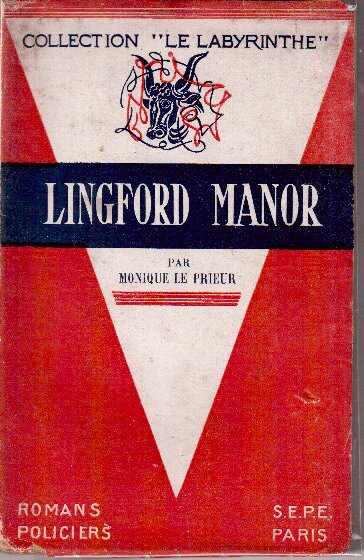 COLLECTION "LE LABYRINTHE"
LINGFORD MANOR
PAR
MONIQUE LE PRIEUR
ROMANS
POLICIERS
S.E.P.E.
PARIS